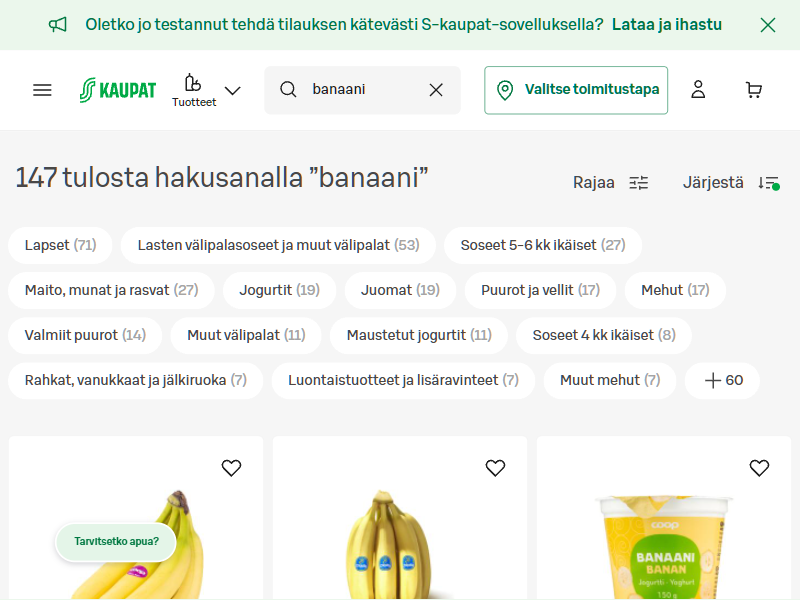 Oletko jo testannut tehdä tilauksen kätevästi S-kaupat-sovelluksella? Lataa ja ihastu
KAUPAT
Tuotteet
banaani
Valitse toimitustapa
147 tulosta hakusanalla ”banaani”
Rajaa
Järjestä
Lapset (71)
Lasten välipalasoseet ja muut välipalat (53)
Soseet 5-6 kk ikäiset (27)
Maito, munat ja rasvat (27)
Jogurtit (19)
Juomat (19)
Puurot ja vellit (17)
Mehut (17)
Valmiit puurot (14)
Muut välipalat (11)
Maustetut jogurtit (11)
Soseet 4 kk ikäiset (8)
Rahkat, vanukkaat ja jälkiruoka (7)
Luontaistuotteet ja lisäravinteet (7)
Muut mehut (7)
60
Tarvitsetko apua?
coop
BANAANI
BANAN
Jogurtti · Yoghurt
150 g